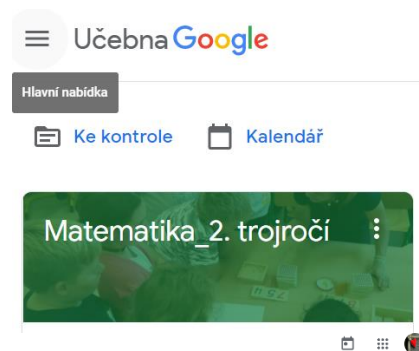 Učebna Google
Hlavní nabídka
Ke kontrole Kalendář
Matematika_2. trojročí